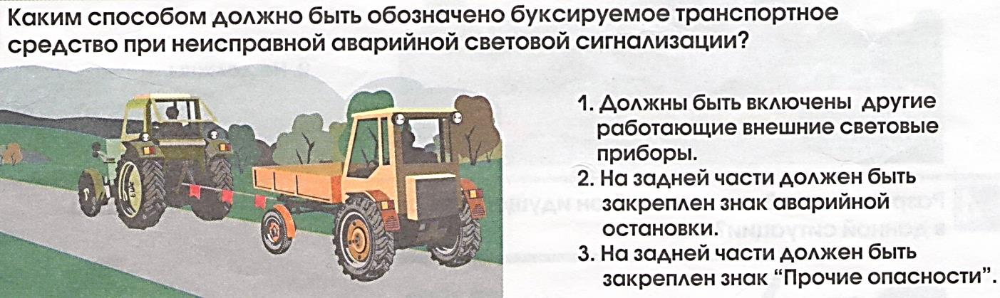 Каким способом должно быть обозначено буксируемое транспортное
средство при неисправной аварийной световой сигнализации?
1. Должны быть включены другие
работающие внешние световые
приборы.
2. На задней части должен быть
закреплен знак аварийной
остановки.
3. На задней части должен быть
закреплен знак “Прочие опасности”.